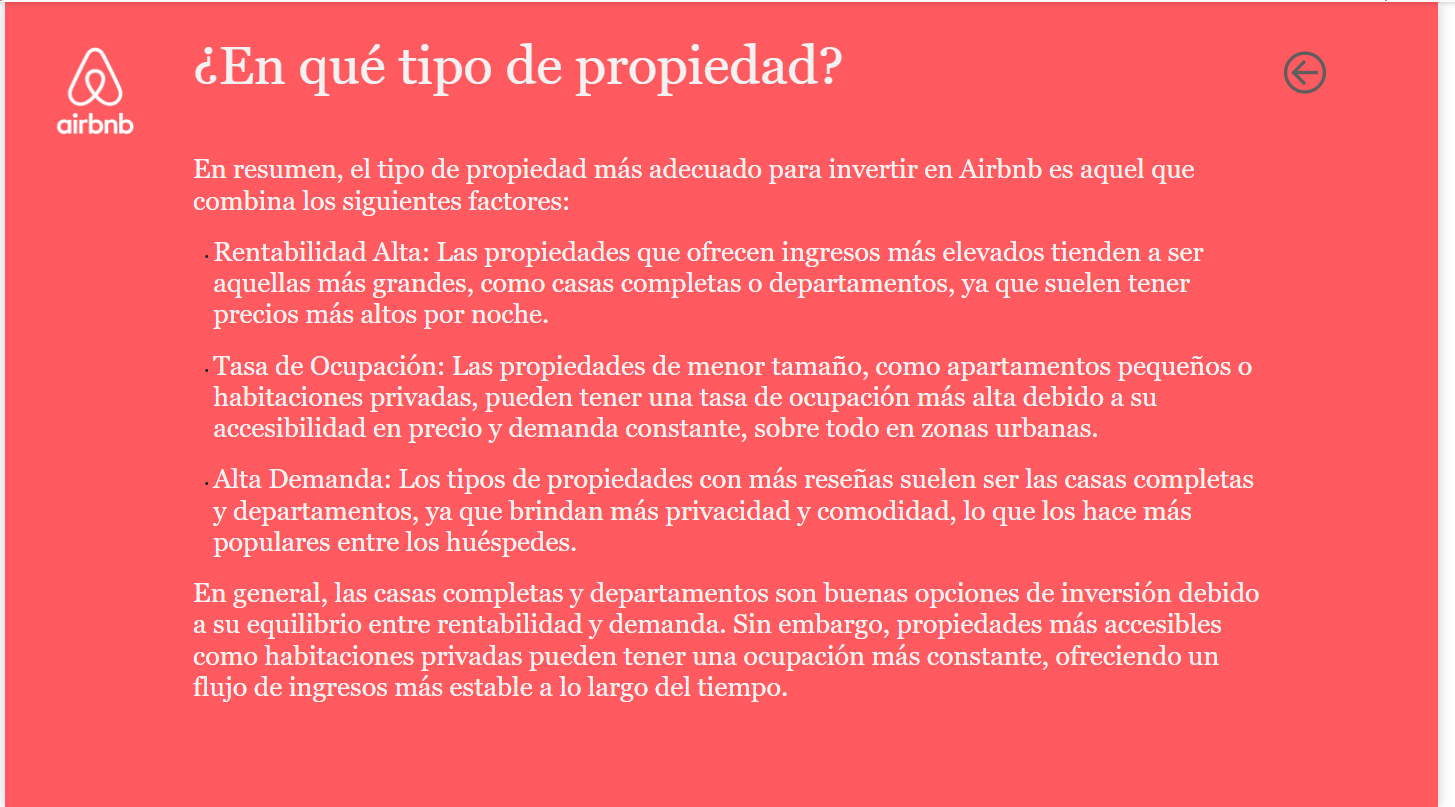 ¿En qué tipo de propiedad?
airbnb
En resumen, el tipo de propiedad más adecuado para invertir en Airbnb es aquel que
combina los siguientes factores:
· Rentabilidad Alta: Las propiedades que ofrecen ingresos más elevados tienden a ser
aquellas más grandes, como casas completas o departamentos, ya que suelen tener
precios más altos por noche.
· Tasa de Ocupación: Las propiedades de menor tamaño, como apartamentos pequeños o
habitaciones privadas, pueden tener una tasa de ocupación más alta debido a su
accesibilidad en precio y demanda constante, sobre todo en zonas urbanas.
· Alta Demanda: Los tipos de propiedades con más reseñas suelen ser las casas completas
y departamentos, ya que brindan más privacidad y comodidad, lo que los hace más
populares entre los huéspedes.
En general, las casas completas y departamentos son buenas opciones de inversión debido
a su equilibrio entre rentabilidad y demanda. Sin embargo, propiedades más accesibles
como habitaciones privadas pueden tener una ocupación más constante, ofreciendo un
flujo de ingresos más estable a lo largo del tiempo.